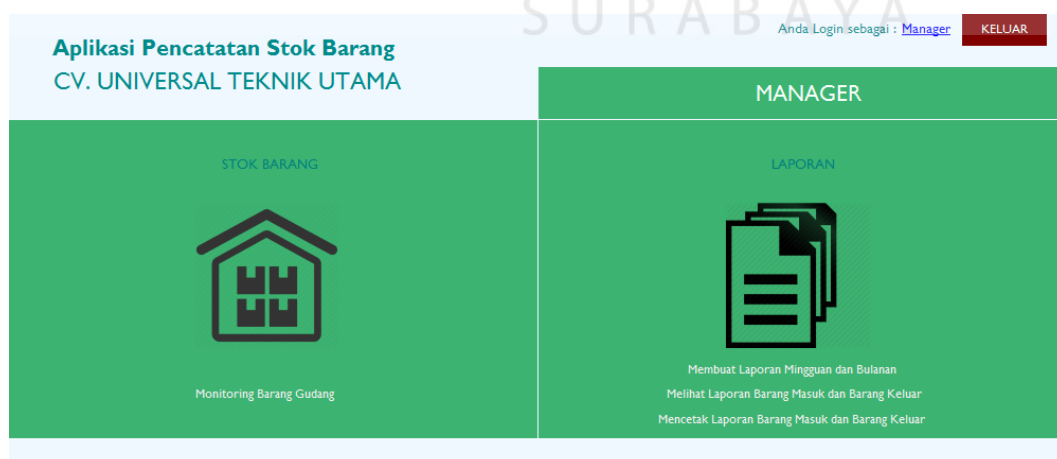 SURABAYA
Anda Login sebagai : Manager
KELUAR
Aplikasi Pencatatan Stok Barang
CV. UNIVERSAL TEKNIK UTAMA
MANAGER
STOK BARANG
LAPORAN
Monitoring Barang Gudang
Membuat Laporan Mingguan dan Bulanan
Melihat Laporan Barang Masuk dan Barang Keluar
Mencetak Laporan Barang Masuk dan Barang Keluar